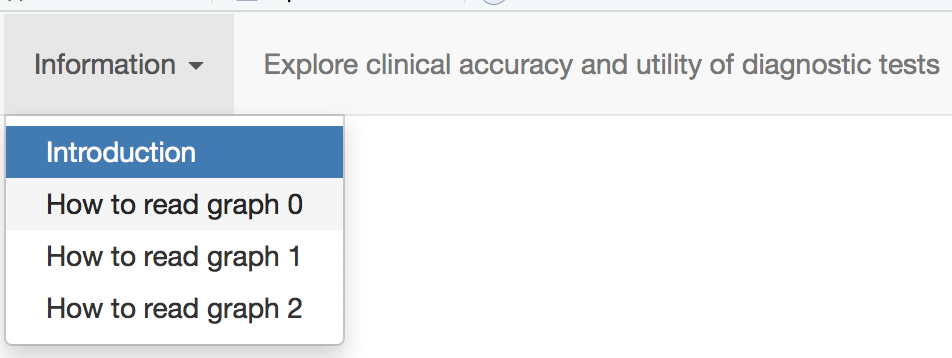 Information Explore clinical accuracy and utility of diagnostic tests
Introduction
How to read graph 0
How to read graph 1
How to read graph 2